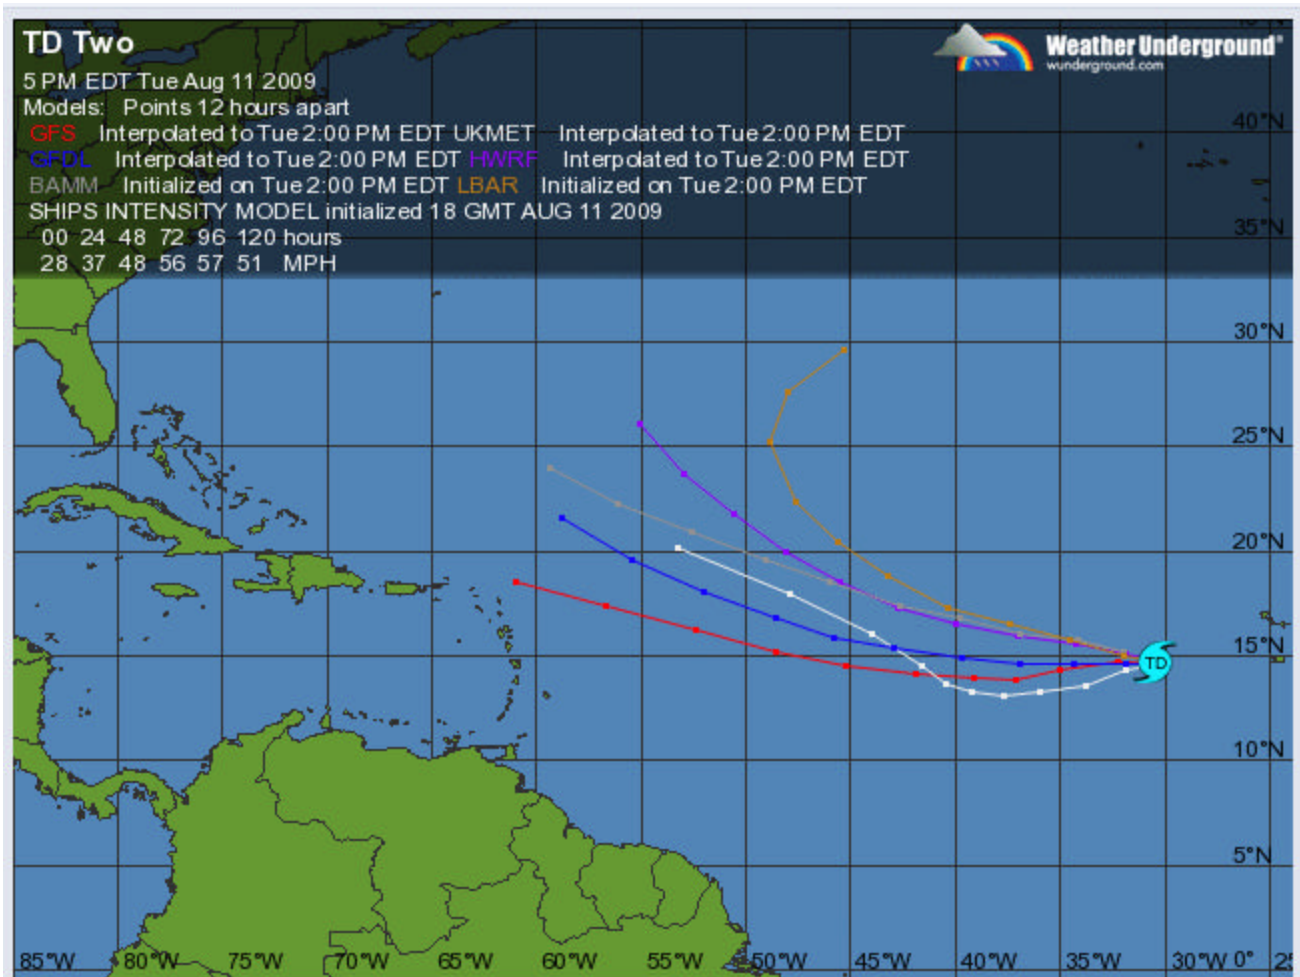 TD Two
Weather Underground®
wunderground.com
5 PM EDT Tue Aug 11 2009
Models: Points 12 hours apart
GFS Interpolated to Tue 2:00 PM EDT UKMET Interpolated to Tue 2:00 PM EDT
GFDL Interpolated to Tue 2:00 PM EDT HWRF Interpolated to Tue 2:00 PM EDT
BAMM Initialized on Tue 2:00 PM EDT LBAR Initialized on Tue 2:00 PM EDT
SHIPS INTENSITY MODEL initialized 18 GMT AUG 11 2009
00 24 48 72 96 120 hours
28 37 48 56 57 51 MPH
40°N
35°N
30°N
25°N
20°N
15°N
TD
10°N
5°N
85°W 80°W 75°W 70°W 65°W 60°W 55°W 50°W 45°W 40°W 35°W 30°W 0°